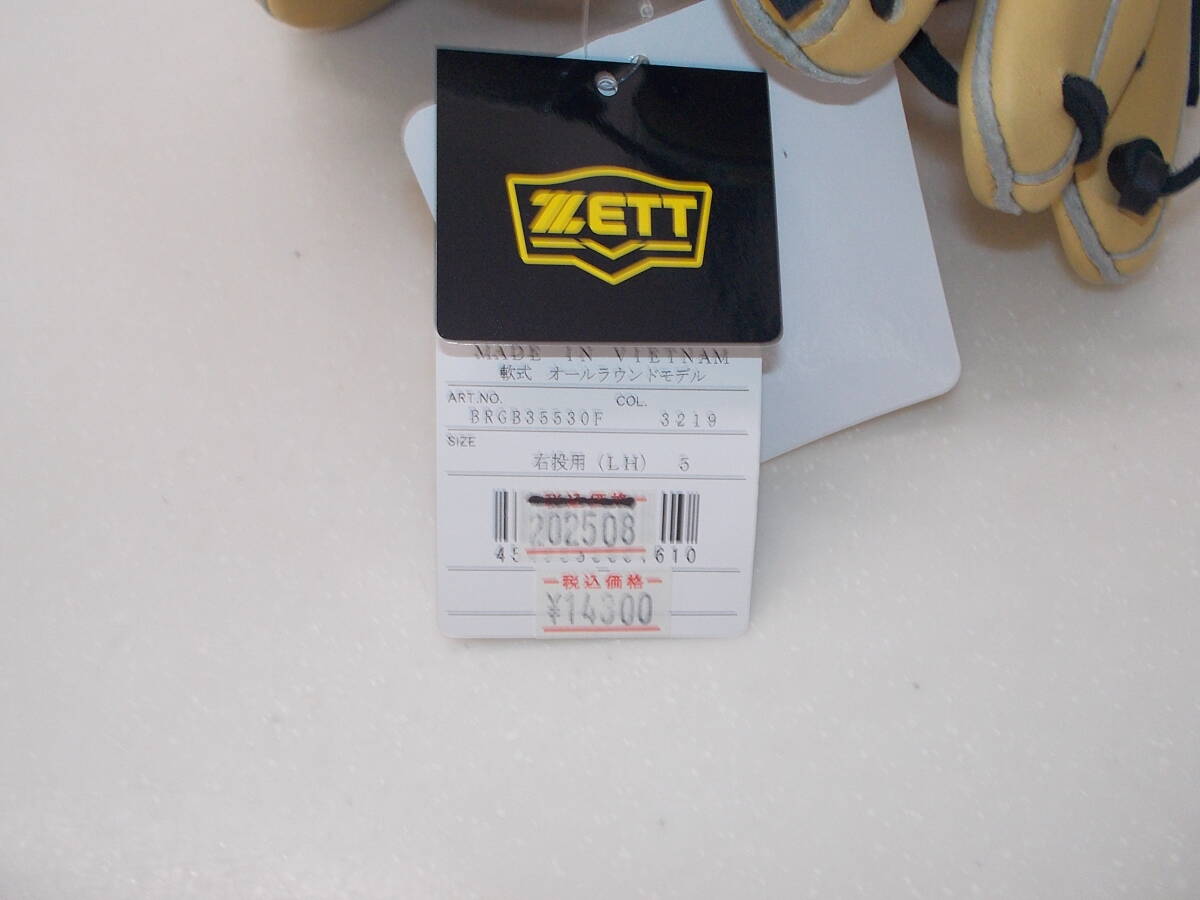 ZETT
MADE IN VIETNAM
軟式 オールラウンドモデル
ART.NO. COL.
BRGB35530F 3219
SIZE
右投用 (LH) 5
税込価格
202508
610
税込価格
¥14300